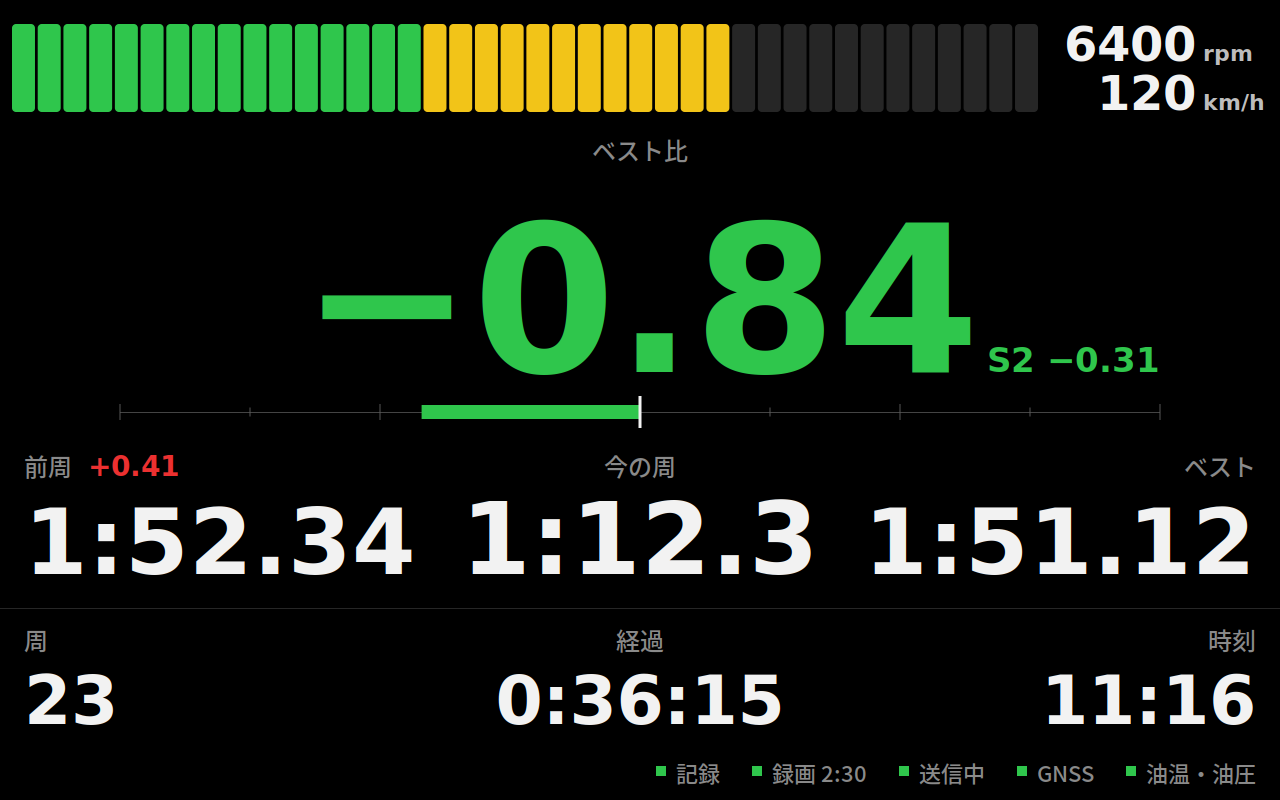 6400 rpm
120 km/h
ベスト比
−0.84 S2 −0.31
前周 +0.41 今の周 ベスト
1:52.34 1:12.3 1:51.12
周 経過 時刻
23 0:36:15 11:16
記録 録画 2:30 送信中 GNSS 油温・油圧